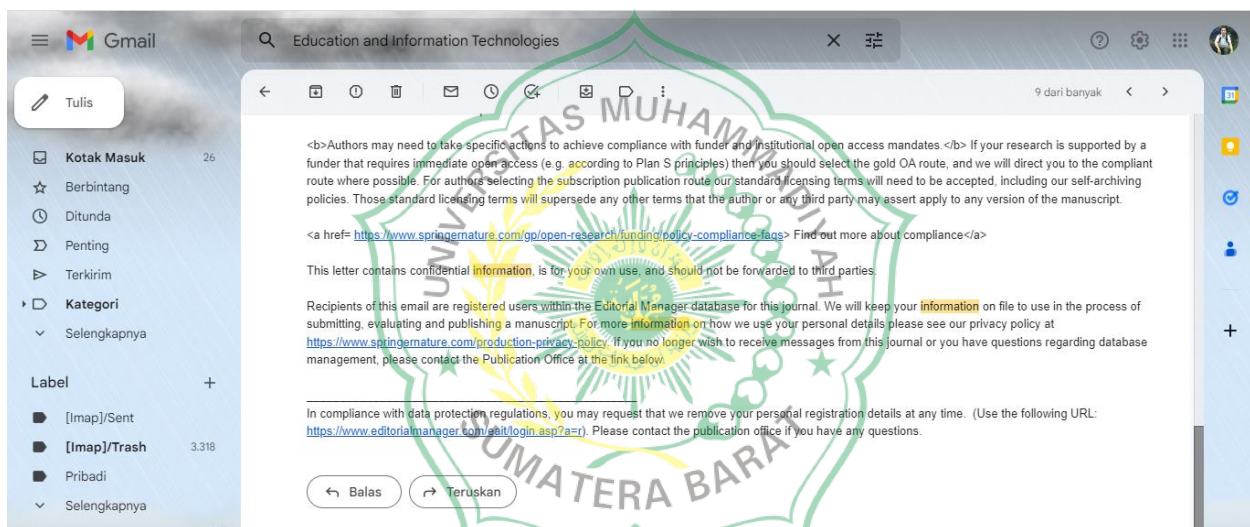 Gmail
Education and Information Technologies
Tulis
9 dari banyak
Kotak Masuk 26
Berbintang
Ditunda
Penting
Terkirim
Kategori
Selengkapnya
Label
[Imap]/Sent
[Imap]/Trash 3.318
Pribadi
Selengkapnya
<b>Authors may need to take specific actions to achieve compliance with funder and institutional open access mandates.</b> If your research is supported by a
funder that requires immediate open access (e.g. according to Plan S principles) then you should select the gold OA route, and we will direct you to the compliant
route where possible. For authors selecting the subscription publication route our standard licensing terms will need to be accepted, including our self-archiving
policies. Those standard licensing terms will supersede any other terms that the author or any third party may assert apply to any version of the manuscript.
<a href= https://www.springernature.com/gp/open-research/funding/policy-compliance-faqs> Find out more about compliance</a>
This letter contains confidential information, is for your own use, and should not be forwarded to third parties.
Recipients of this email are registered users within the Editorial Manager database for this journal. We will keep your information on file to use in the process of
submitting, evaluating and publishing a manuscript. For more information on how we use your personal details please see our privacy policy at
https://www.springernature.com/production-privacy-policy. If you no longer wish to receive messages from this journal or you have questions regarding database
management, please contact the Publication Office at the link below.
In compliance with data protection regulations, you may request that we remove your personal registration details at any time. (Use the following URL:
https://www.editorialmanager.com/eait/login.asp?a=r). Please contact the publication office if you have any questions.
Balas
Teruskan
31
UNIVERSITAS MUHAMMADIYAH
SUMATERA BARAT